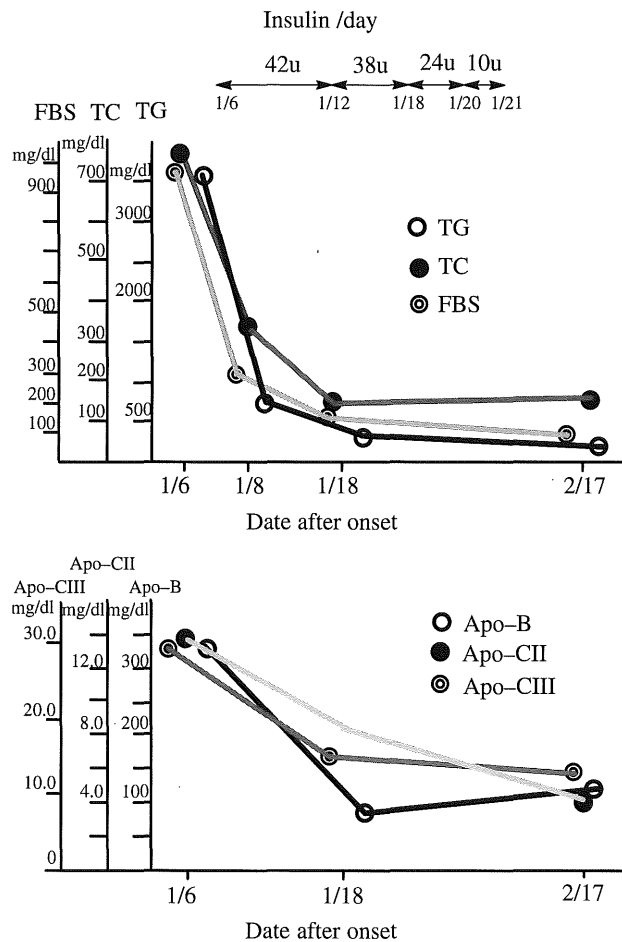 Insulin /day
42u 38u 24u 10u
1/6 1/12 1/18 1/20 1/21
FBS TC TG
mg/dl mg/dl mg/dl
900 700 3000
500 500 2000
300 300 500
200 200
100 100
TG
TC
FBS
1/6 1/8 1/18 2/17
Date after onset
Apo–CII
Apo–CIII Apo–B
mg/dl mg/dl mg/dl
30.0 12.0 300
20.0 8.0 200
10.0 4.0 100
0
Apo–B
Apo–CII
Apo–CIII
1/6 1/18 2/17
Date after onset